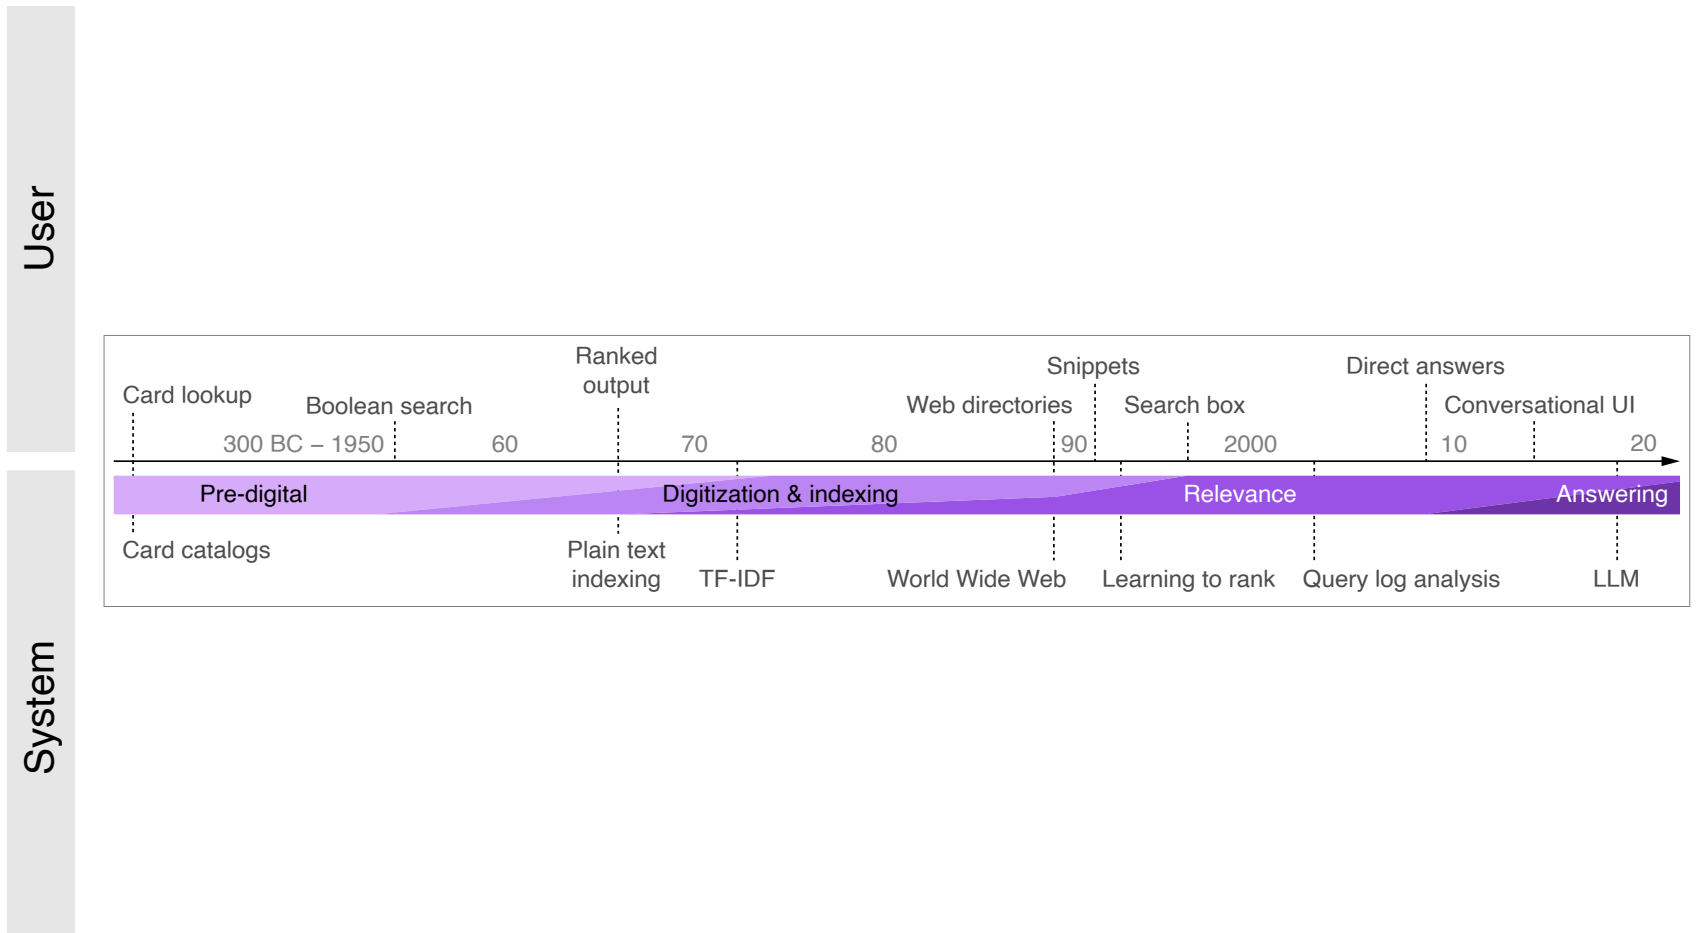 User
Ranked
output
Snippets
Direct answers
Card lookup
Boolean search
Web directories
Search box
Conversational UI
300 BC – 1950
60
70
80
90
2000
10
20
Pre-digital
Digitization & indexing
Relevance
Answering
Card catalogs
Plain text
indexing
TF-IDF
World Wide Web
Learning to rank
Query log analysis
LLM
System